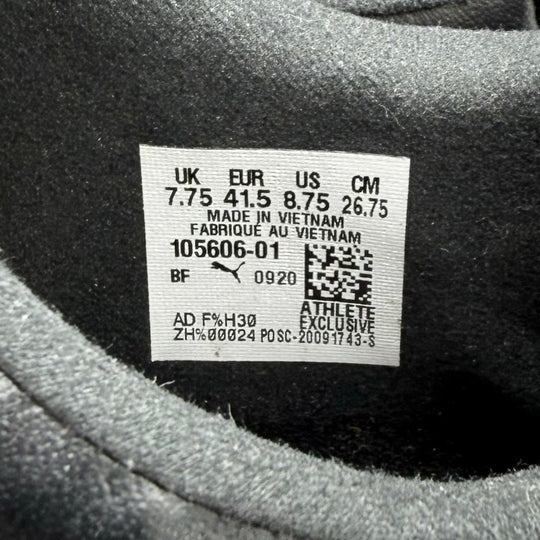 UK EUR US CM
7.75 41.5 8.75 26.75
MADE IN VIETNAM
FABRIQUÉ AU VIETNAM
105606-01
BF 0920
ATHLETE
EXCLUSIVE
AD F%H30
ZH%00024 POSC-20091743-S